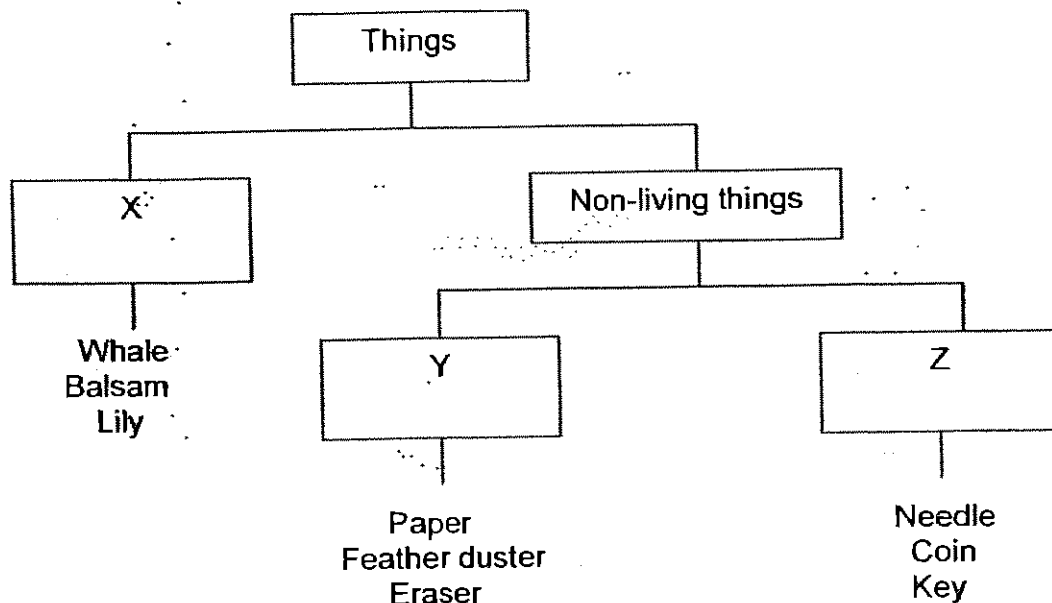 Things
X
Non-living things
Whale
Balsam
Lily
Y
Z
Paper
Feather duster
Eraser
Needle
Coin
Key